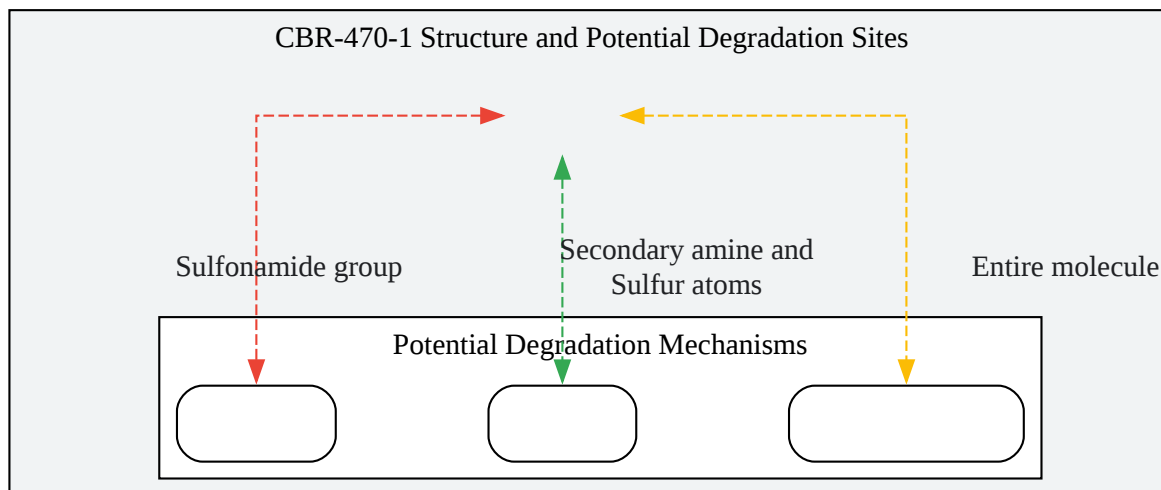 CBR-470-1 Structure and Potential Degradation Sites
Sulfonamide group
Secondary amine and
Sulfur atoms
Entire molecule
Potential Degradation Mechanisms